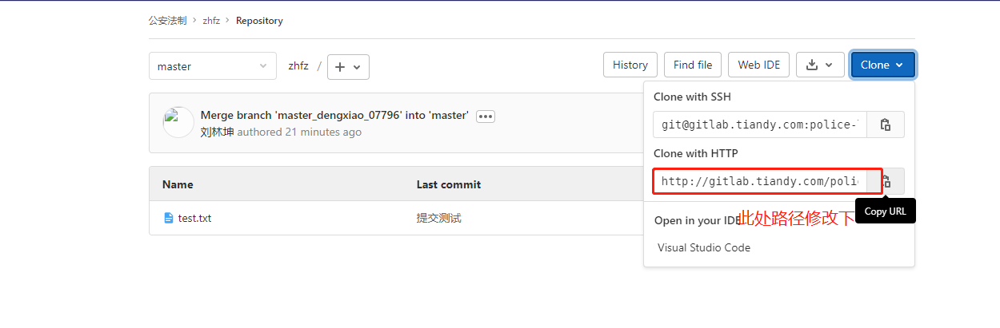 公安法制 > zhfz > Repository
master zhfz / + History Find file Web IDE Clone
Clone with SSH
git@gitlab.tiandy.com:police-
Clone with HTTP
http://gitlab.tiandy.com/polic
Copy URL
Open in your IDE
此处路径修改下
Visual Studio Code
Merge branch 'master_dengxiao_07796' into 'master'
刘林坤 authored 21 minutes ago
Name Last commit
test.txt 提交测试